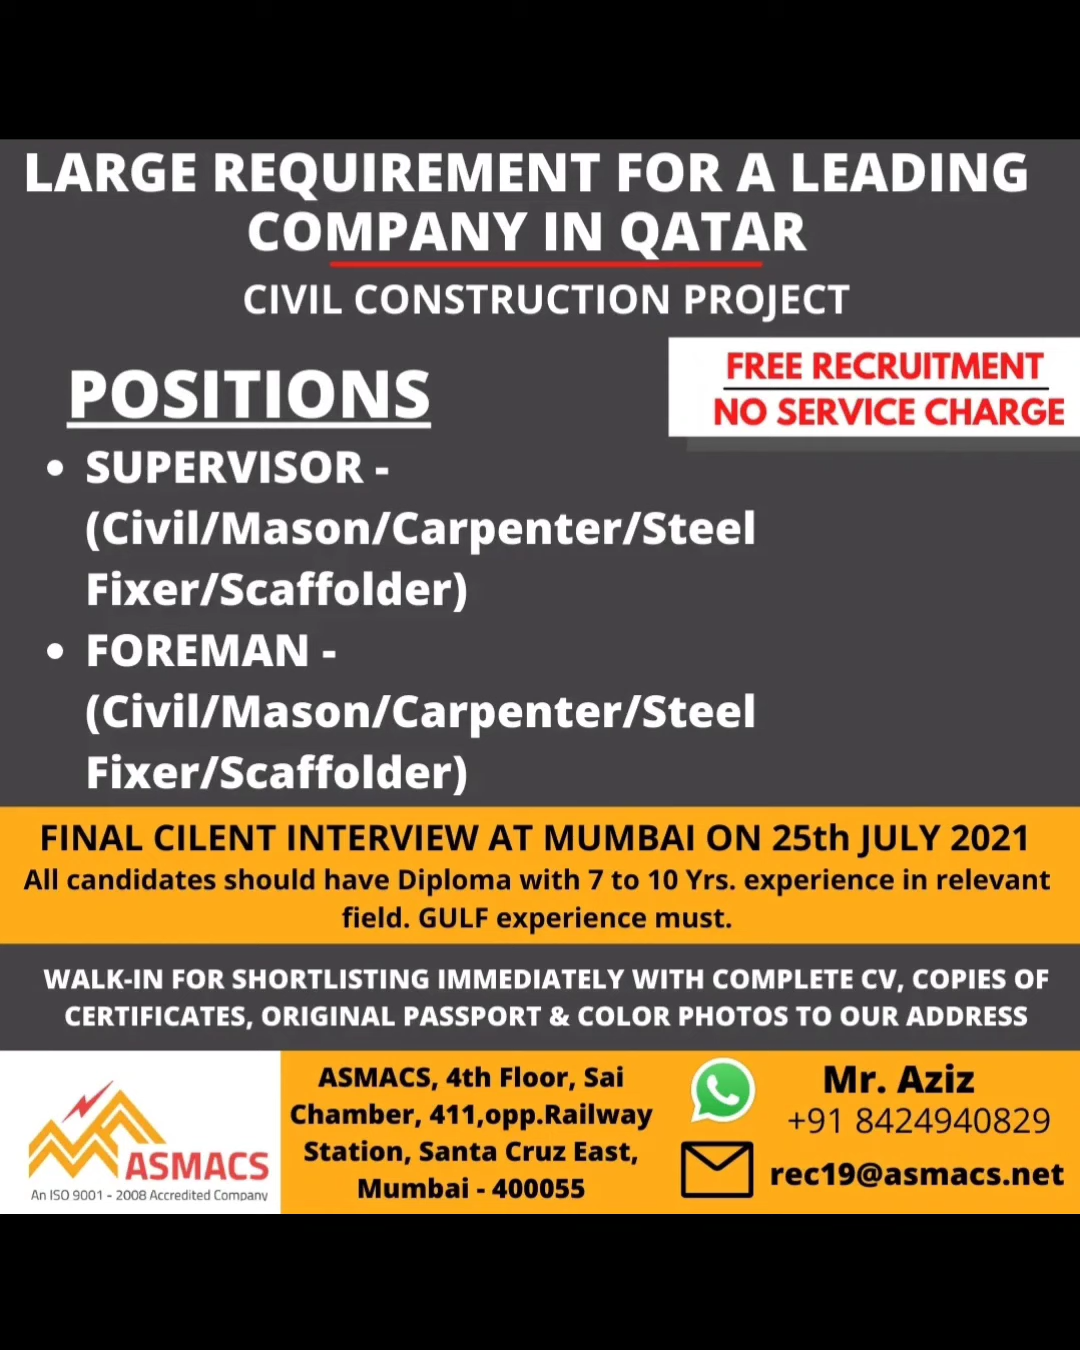 LARGE REQUIREMENT FOR A LEADING
COMPANY IN QATAR
CIVIL CONSTRUCTION PROJECT
FREE RECRUITMENT
NO SERVICE CHARGE
POSITIONS
• SUPERVISOR -
(Civil/Mason/Carpenter/Steel
Fixer/Scaffolder)
• FOREMAN -
(Civil/Mason/Carpenter/Steel
Fixer/Scaffolder)
FINAL CILENT INTERVIEW AT MUMBAI ON 25th JULY 2021
All candidates should have Diploma with 7 to 10 Yrs. experience in relevant
field. GULF experience must.
WALK-IN FOR SHORTLISTING IMMEDIATELY WITH COMPLETE CV, COPIES OF
CERTIFICATES, ORIGINAL PASSPORT & COLOR PHOTOS TO OUR ADDRESS
ASMACS
An ISO 9001 - 2008 Accredited Company
ASMACS, 4th Floor, Sai
Chamber, 411,opp.Railway
Station, Santa Cruz East,
Mumbai - 400055
Mr. Aziz
+91 8424940829
rec19@asmacs.net